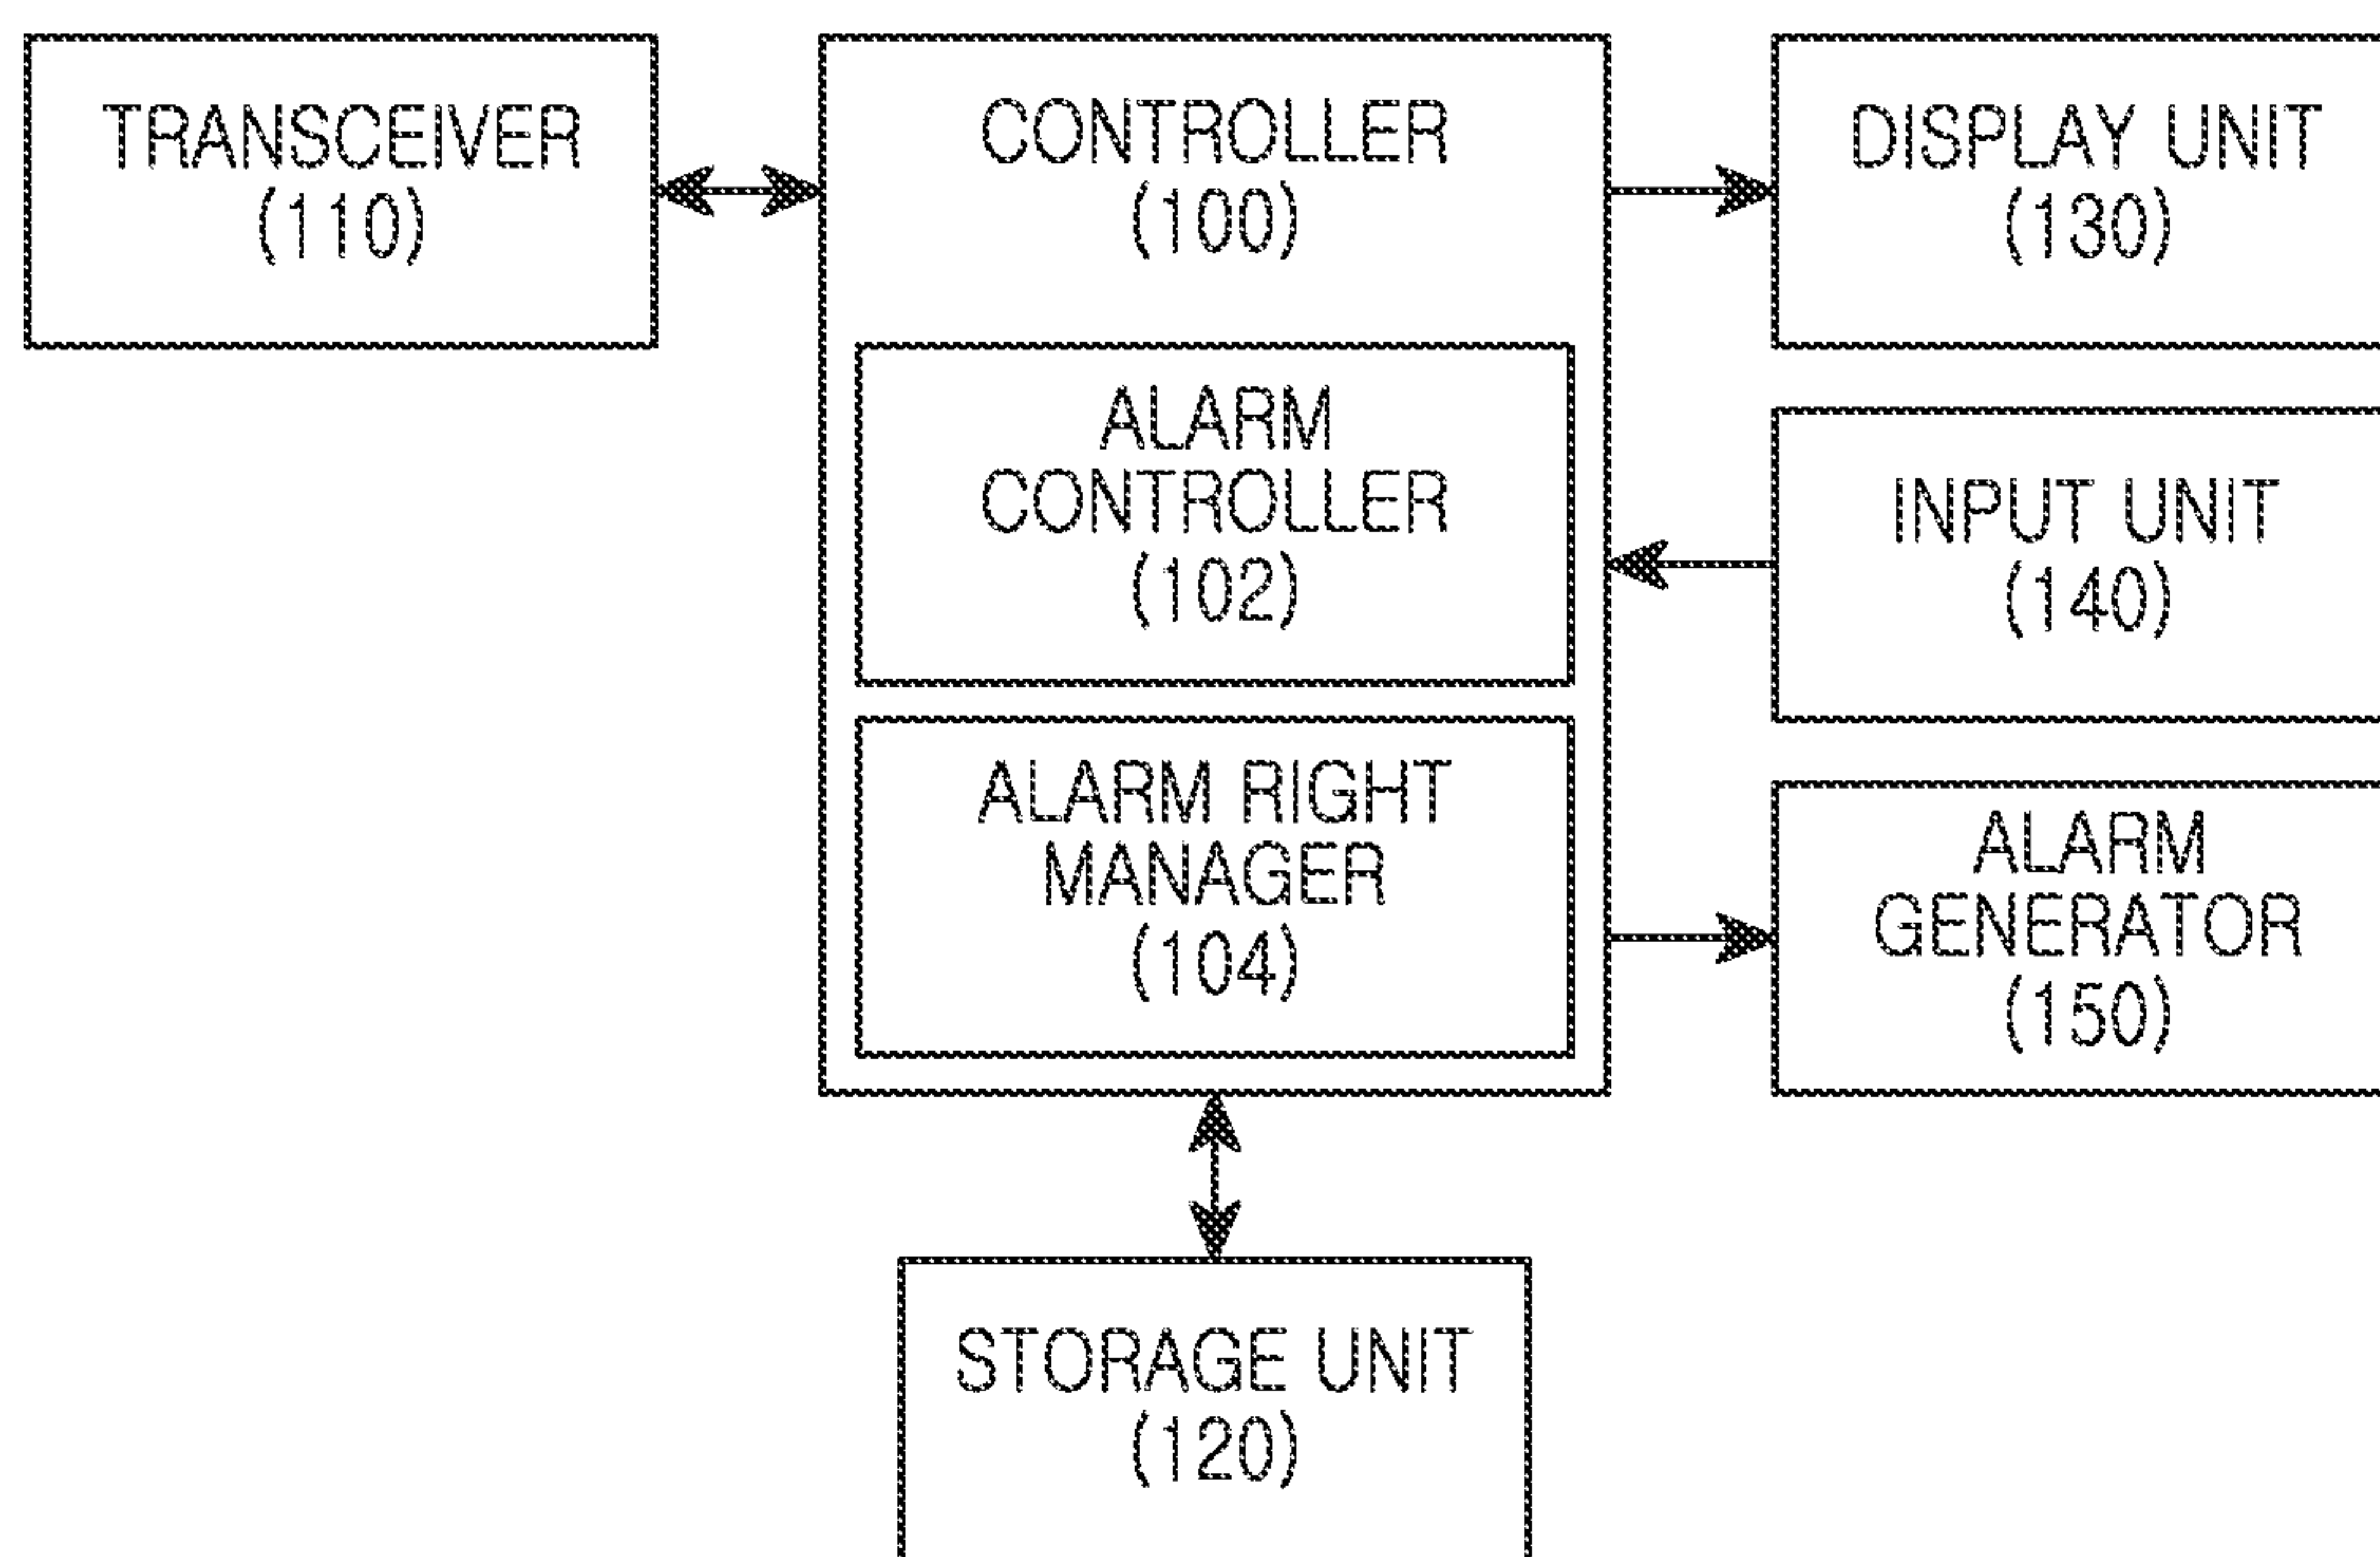 TRANSCEIVER
(110)
CONTROLLER
(100)
ALARM
CONTROLLER
(102)
ALARM RIGHT
MANAGER
(104)
DISPLAY UNIT
(130)
INPUT UNIT
(140)
ALARM
GENERATOR
(150)
STORAGE UNIT
(120)